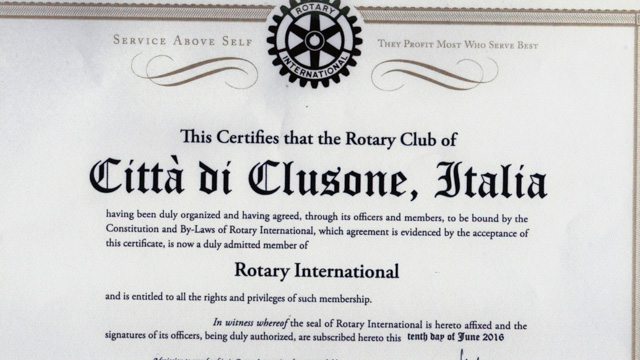 ROTARY
INTERNATIONAL
SERVICE ABOVE SELF
THEY PROFIT MOST WHO SERVE BEST
This Certifies that the Rotary Club of
Città di Clusone, Italia
having been duly organized and having agreed, through its officers and members, to be bound by the
Constitution and By-Laws of Rotary International, which agreement is evidenced by the acceptance of
this certificate, is now a duly admitted member of
Rotary International
and is entitled to all the rights and privileges of such membership.
In witness whereof the seal of Rotary International is hereto affixed and the
signatures of its officers, being duly authorized, are subscribed hereto this tenth day of June 2016